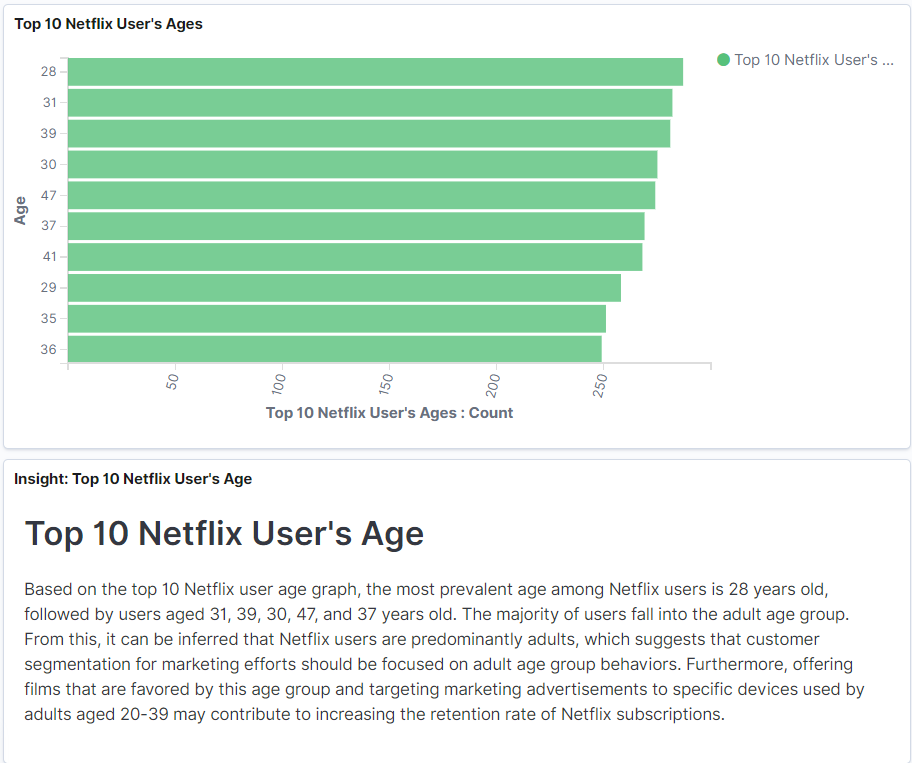 Top 10 Netflix User's Ages
Top 10 Netflix User's ...
28
31
39
30
47
37
41
29
35
36
Age
50
100
150
200
250
Top 10 Netflix User's Ages : Count
Insight: Top 10 Netflix User's Age
Top 10 Netflix User's Age
Based on the top 10 Netflix user age graph, the most prevalent age among Netflix users is 28 years old,
followed by users aged 31, 39, 30, 47, and 37 years old. The majority of users fall into the adult age group.
From this, it can be inferred that Netflix users are predominantly adults, which suggests that customer
segmentation for marketing efforts should be focused on adult age group behaviors. Furthermore, offering
films that are favored by this age group and targeting marketing advertisements to specific devices used by
adults aged 20-39 may contribute to increasing the retention rate of Netflix subscriptions.